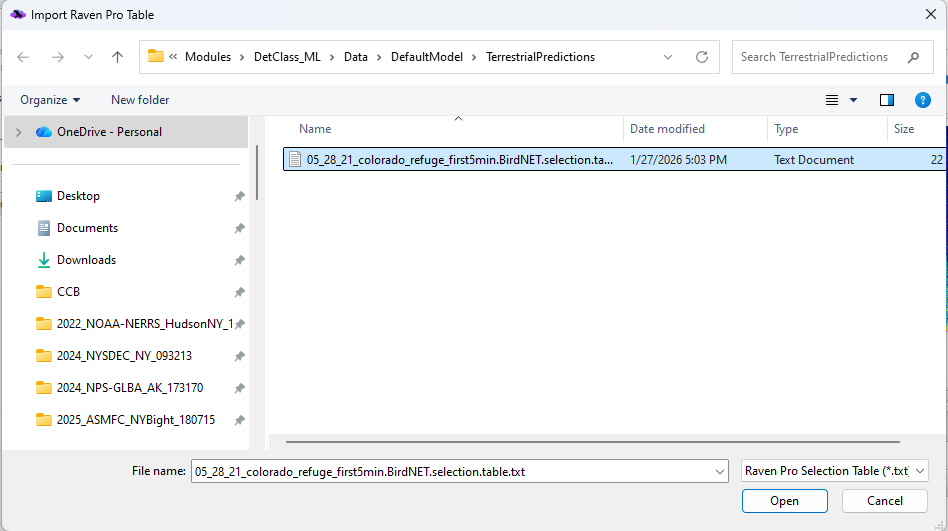 Import Raven Pro Table
« Modules > DetClass_ML > Data > DefaultModel > TerrestrialPredictions
Search TerrestrialPredictions
Organize
New folder
?
OneDrive - Personal
Desktop
Documents
Downloads
CCB
2022_NOAA-NERRS_HudsonNY_1
2024_NYSDEC_NY_093213
2024_NPS-GLBA_AK_173170
2025_ASMFC_NYBight_180715
Name Date modified Type Size
05_28_21_colorado_refuge_first5min.BirdNET.selection.ta... 1/27/2026 5:03 PM Text Document 22
File name: 05_28_21_colorado_refuge_first5min.BirdNET.selection.table.txt
Raven Pro Selection Table (*.txt
Open Cancel